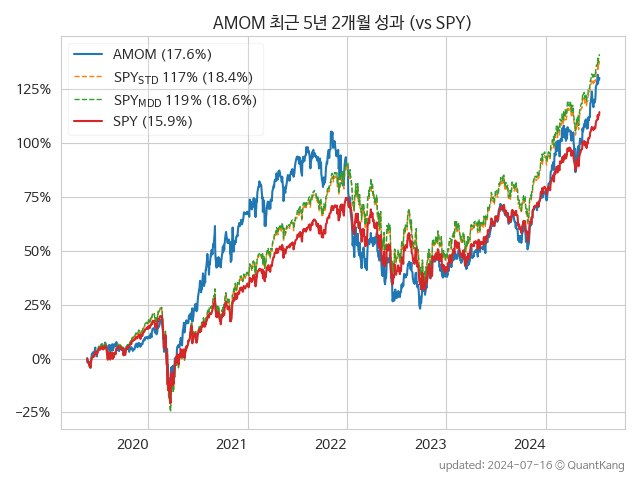 AMOM 최근 5년 2개월 성과 (vs SPY)
AMOM (17.6%)
SPY_STD 117% (18.4%)
SPY_MDD 119% (18.6%)
SPY (15.9%)
125%
100%
75%
50%
25%
0%
−25%
2020 2021 2022 2023 2024
updated: 2024-07-16 © QuantKang